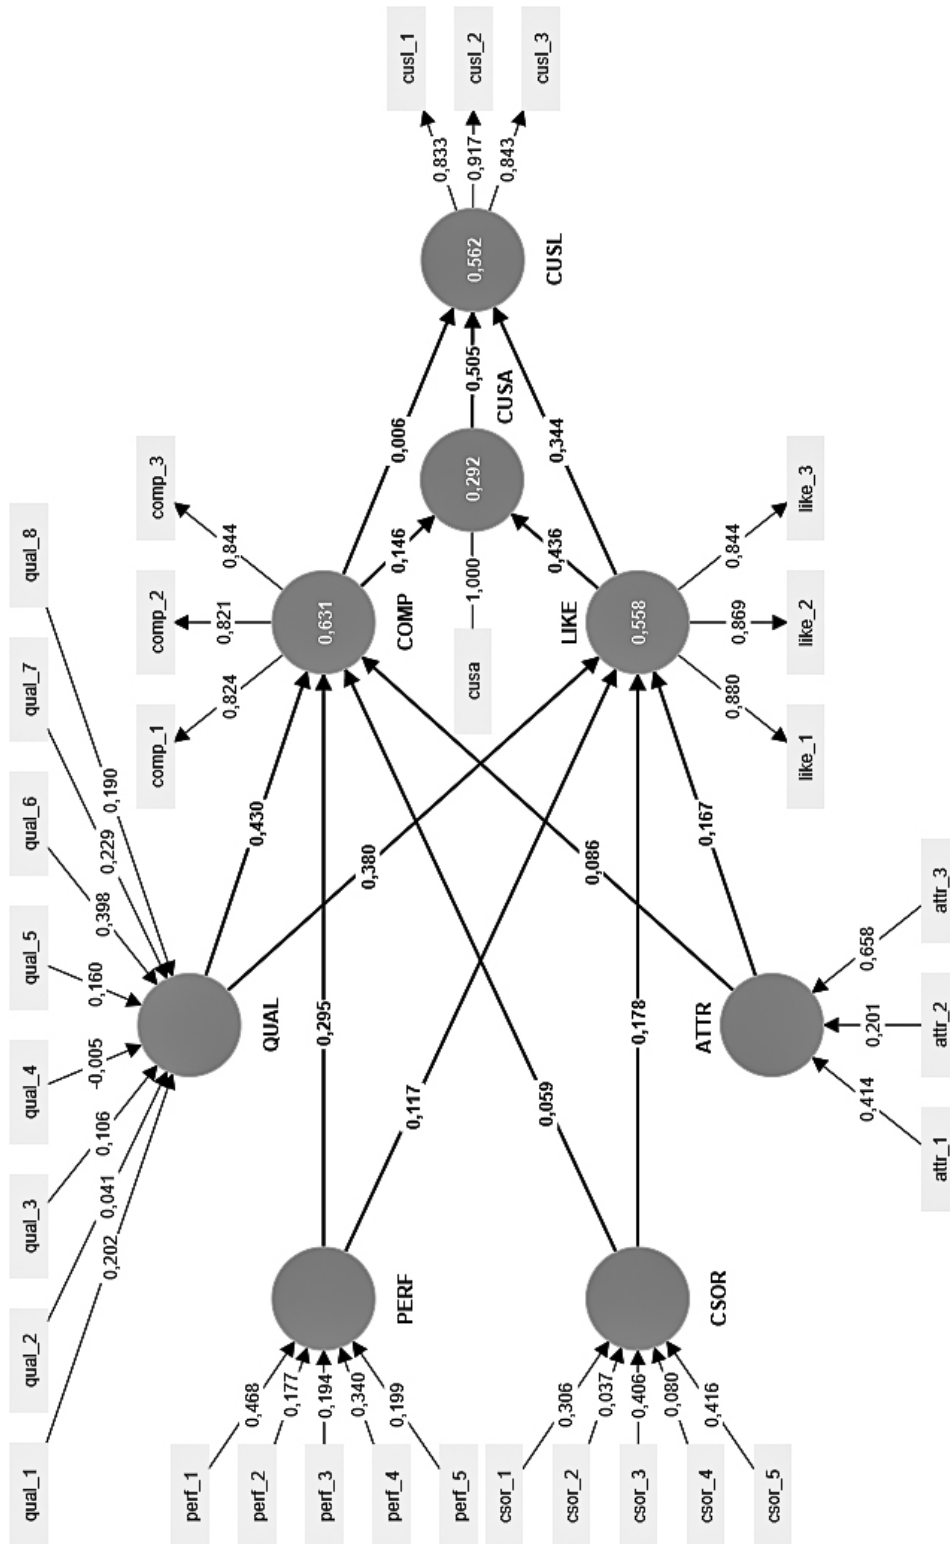 qual_1
qual_2
qual_3
qual_4
qual_5
qual_6
qual_7
qual_8
0,202
0,041
0,106
-0,005
0,160
0,398
0,229
0,190
QUAL
perf_1
perf_2
perf_3
perf_4
perf_5
0,468
0,177
0,194
0,340
0,199
PERF
csor_1
csor_2
csor_3
csor_4
csor_5
0,306
0,037
0,406
0,080
0,416
CSOR
attr_1
attr_2
attr_3
0,414
0,201
0,658
ATTR
0,430
0,380
0,295
0,117
0,059
0,178
0,086
0,167
comp_1
comp_2
comp_3
0,824
0,821
0,844
0,631
COMP
cusa
1,000
0,292
CUSA
LIKE
0,558
0,880
0,869
0,844
like_1
like_2
like_3
0,006
0,146
0,505
0,436
0,344
0,562
CUSL
0,833
0,917
0,843
cusl_1
cusl_2
cusl_3